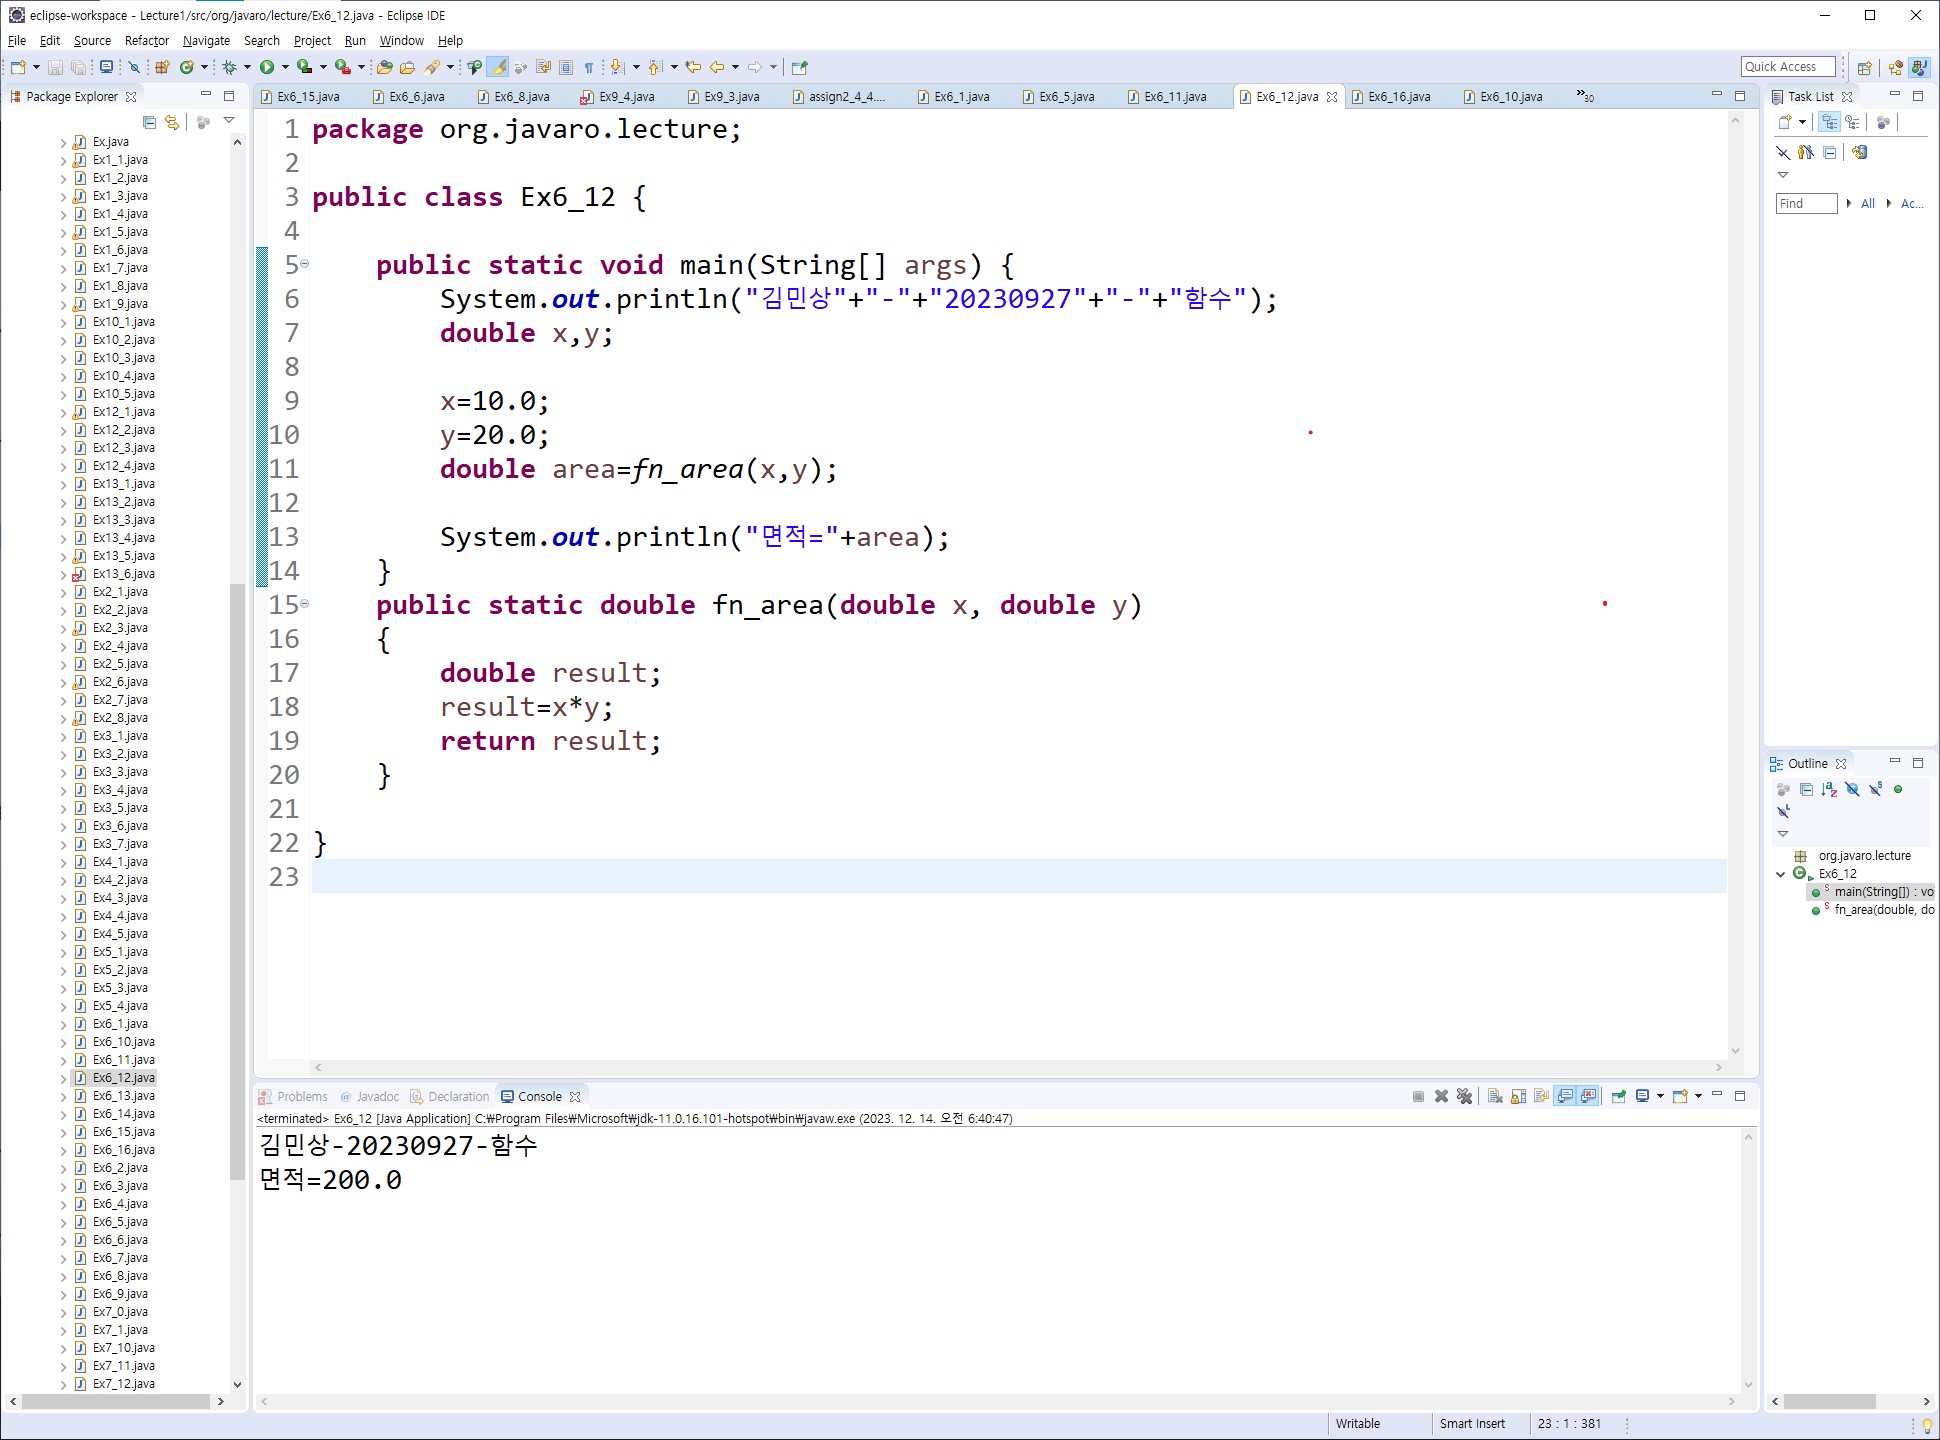 eclipse-workspace - Lecture1/src/org/javaro/lecture/Ex6_12.java - Eclipse IDE
File Edit Source Refactor Navigate Search Project Run Window Help
Quick Access
Package Explorer
Ex.java
Ex1_1.java
Ex1_2.java
Ex1_3.java
Ex1_4.java
Ex1_5.java
Ex1_6.java
Ex1_7.java
Ex1_8.java
Ex1_9.java
Ex10_1.java
Ex10_2.java
Ex10_3.java
Ex10_4.java
Ex10_5.java
Ex12_1.java
Ex12_2.java
Ex12_3.java
Ex12_4.java
Ex13_1.java
Ex13_2.java
Ex13_3.java
Ex13_4.java
Ex13_5.java
Ex13_6.java
Ex2_1.java
Ex2_2.java
Ex2_3.java
Ex2_4.java
Ex2_5.java
Ex2_6.java
Ex2_7.java
Ex2_8.java
Ex3_1.java
Ex3_2.java
Ex3_3.java
Ex3_4.java
Ex3_5.java
Ex3_6.java
Ex3_7.java
Ex4_1.java
Ex4_2.java
Ex4_3.java
Ex4_4.java
Ex4_5.java
Ex5_1.java
Ex5_2.java
Ex5_3.java
Ex5_4.java
Ex6_1.java
Ex6_10.java
Ex6_11.java
Ex6_12.java
Ex6_13.java
Ex6_14.java
Ex6_15.java
Ex6_16.java
Ex6_2.java
Ex6_3.java
Ex6_4.java
Ex6_5.java
Ex6_6.java
Ex6_7.java
Ex6_8.java
Ex6_9.java
Ex7_0.java
Ex7_1.java
Ex7_10.java
Ex7_11.java
Ex7_12.java
Ex6_15.java Ex6_6.java Ex6_8.java Ex9_4.java Ex9_3.java assign2_4_4.... Ex6_1.java Ex6_5.java Ex6_11.java Ex6_12.java Ex6_16.java Ex6_10.java »30
1 package org.javaro.lecture;
2
3 public class Ex6_12 {
4
5 public static void main(String[] args) {
6 System.out.println("김민상"+"-"+"20230927"+"-"+"함수");
7 double x,y;
8
9 x=10.0;
10 y=20.0;
11 double area=fn_area(x,y);
12
13 System.out.println("면적="+area);
14 }
15 public static double fn_area(double x, double y)
16 {
17 double result;
18 result=x*y;
19 return result;
20 }
21
22 }
23
Problems @ Javadoc Declaration Console
<terminated> Ex6_12 [Java Application] C:₩Program Files₩Microsoft₩jdk-11.0.16.101-hotspot₩bin₩javaw.exe (2023. 12. 14. 오전 6:40:47)
김민상-20230927-함수
면적=200.0
Task List
Find All Ac...
Outline
org.javaro.lecture
Ex6_12
main(String[]) : vo
fn_area(double, do
Writable Smart Insert 23 : 1 : 381